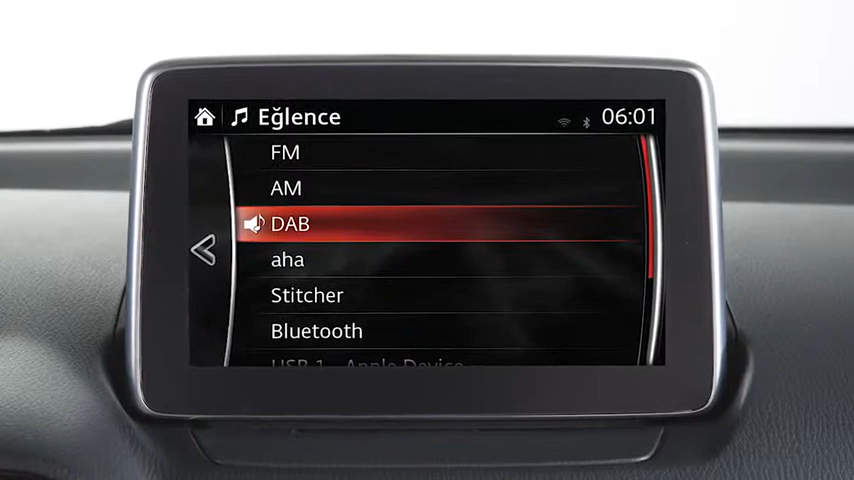 Eğlence 06:01
FM
AM
DAB
aha
Stitcher
Bluetooth
USB 1 - Apple Device